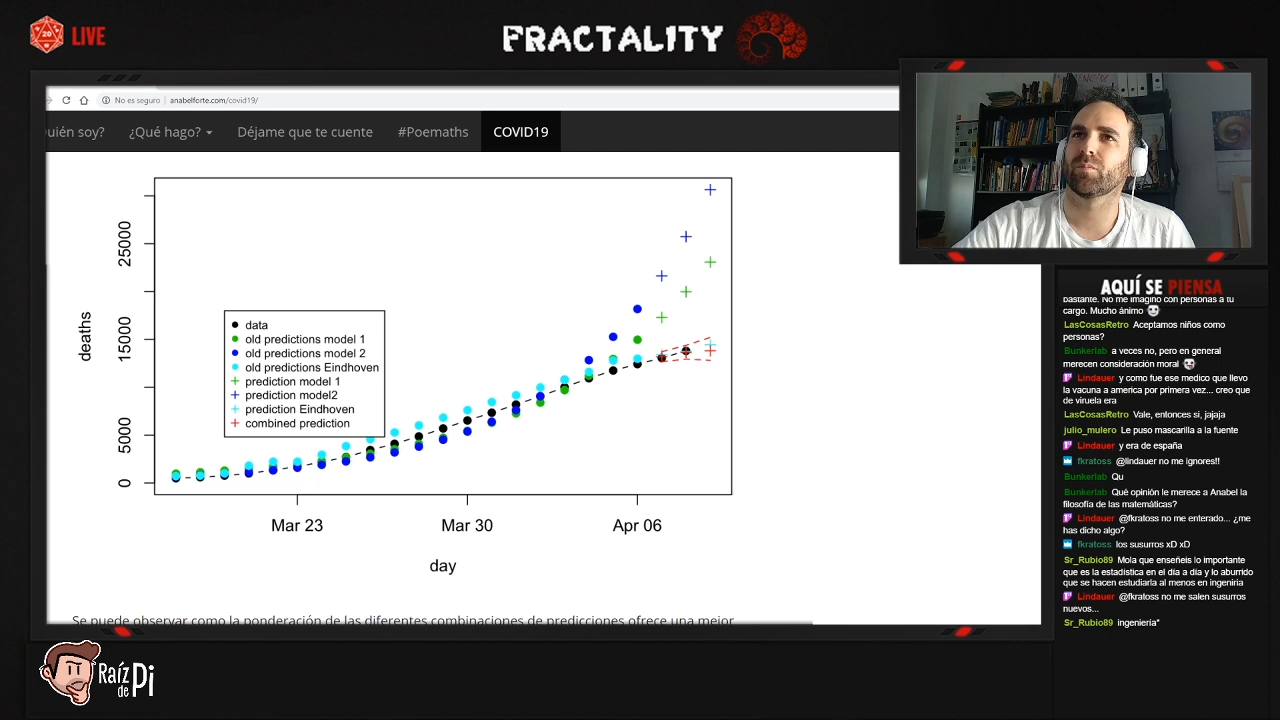 20
LIVE
FRACTALITY
No es seguro | anabelforte.com/covid19/
uién soy? ¿Qué hago? Déjame que te cuente #Poemaths COVID19
25000
15000
5000
0
deaths
data
old predictions model 1
old predictions model 2
old predictions Eindhoven
prediction model 1
prediction model2
prediction Eindhoven
combined prediction
Mar 23 Mar 30 Apr 06
day
Se puede observar como la ponderación de las diferentes combinaciones de predicciones ofrece una mejor
AQUÍ SE PIENSA
bastante. No me imagino con personas a tu
cargo. Mucho ánimo
LasCosasRetro Aceptamos niños como
personas?
Bunkerlab a veces no, pero en general
merecen consideración moral
Lindauer y como fue ese medico que llevo
la vacuna a america por primera vez... creo que
de viruela era
LasCosasRetro Vale, entonces si, jajaja
julio_mulero Le puso mascarilla a la fuente
Lindauer y era de españa
fkratoss @lindauer no me ignores!!
Bunkerlab Qu
Bunkerlab Qué opinión le merece a Anabel la
filosofía de las matemáticas?
Lindauer @fkratoss no me enterado... ¿me
has dicho algo?
fkratoss los susurros xD xD
Sr_Rubio89 Mola que enseñeis lo importante
que es la estadística en el día a día y lo aburrido
que se hacen estudiarla al menos en ingeniria
Lindauer @fkratoss no me salen susurros
nuevos...
Sr_Rubio89 ingeniería*
Raíz
de Pi